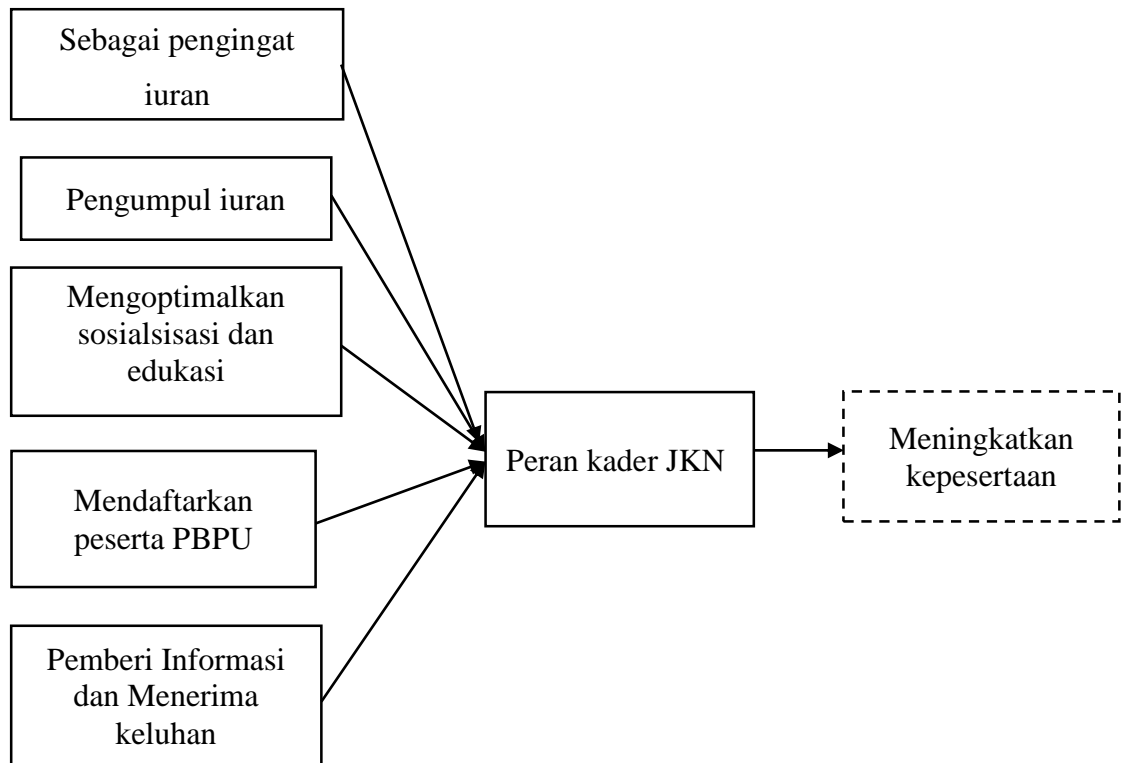 Sebagai pengingat
iuran
Pengumpul iuran
Mengoptimalkan
sosialsisasi dan
edukasi
Mendaftarkan
peserta PBPU
Pemberi Informasi
dan Menerima
keluhan
Peran kader JKN
Meningkatkan
kepesertaan